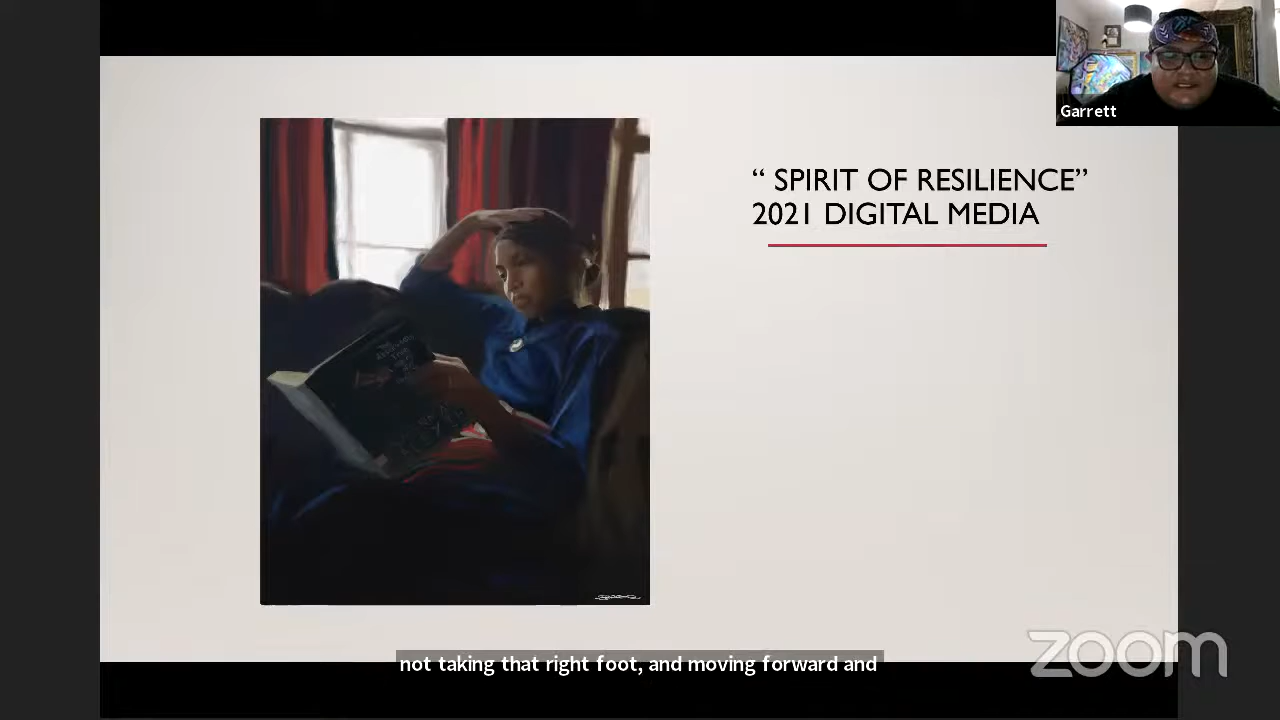 Garrett
“ SPIRIT OF RESILIENCE”
2021 DIGITAL MEDIA
not taking that right foot, and moving forward and
zoom